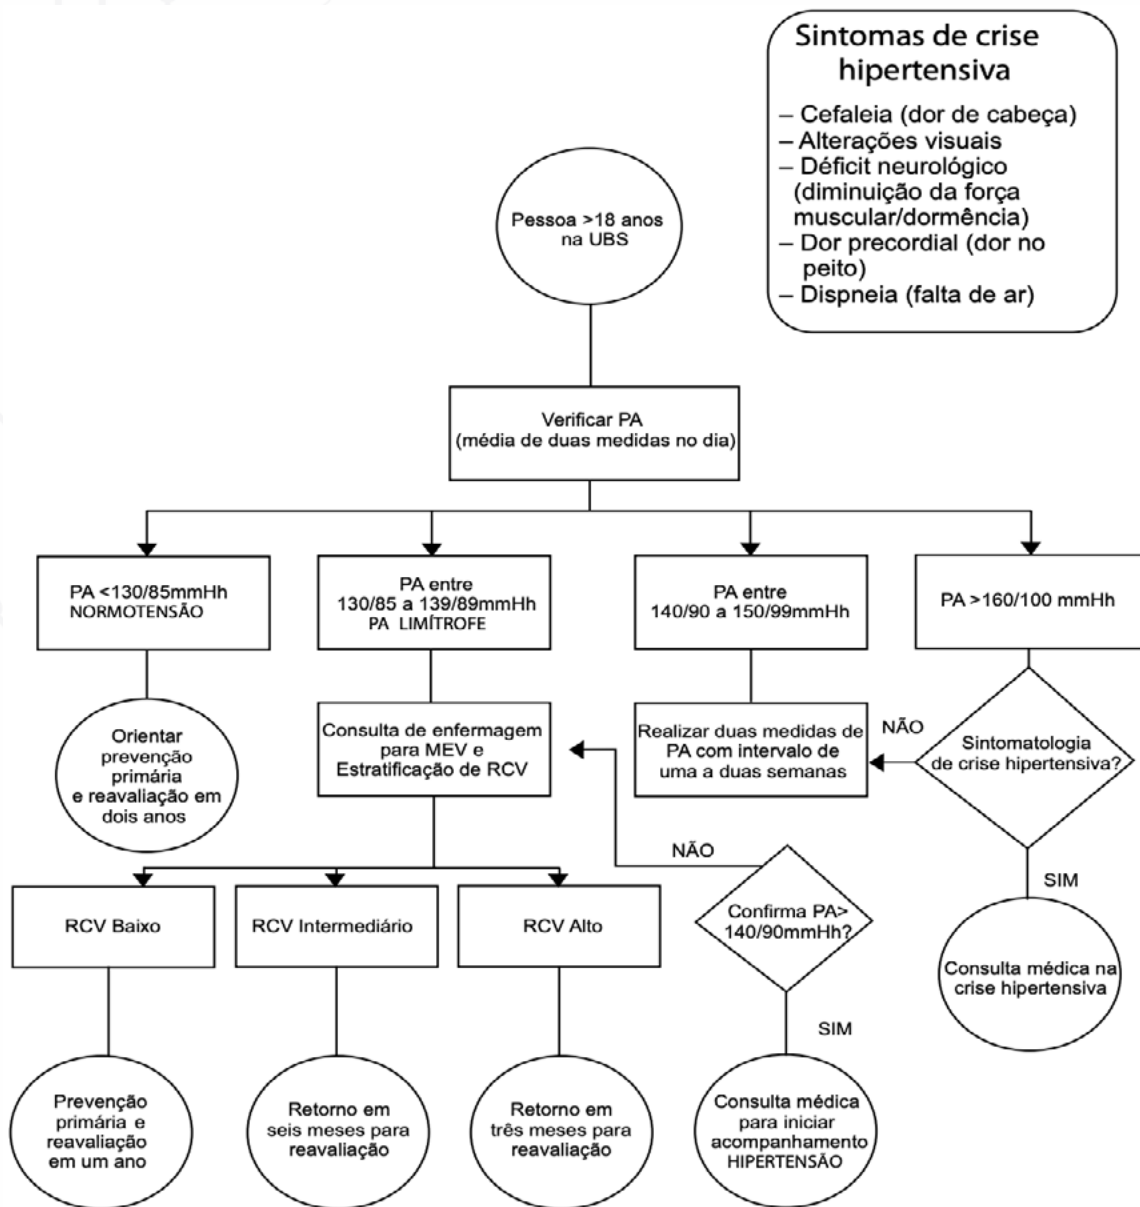 Sintomas de crise
hipertensiva
– Cefaleia (dor de cabeça)
– Alterações visuais
– Déficit neurológico
(diminuição da força
muscular/dormência)
– Dor precordial (dor no
peito)
– Dispneia (falta de ar)
Pessoa >18 anos
na UBS
Verificar PA
(média de duas medidas no dia)
PA <130/85mmHh
NORMOTENSÃO
PA entre
130/85 a 139/89mmHh
PA LIMÍTROFE
PA entre
140/90 a 150/99mmHh
PA >160/100 mmHh
Orientar
prevenção
primária
e reavaliação em
dois anos
Consulta de enfermagem
para MEV e
Estratificação de RCV
Realizar duas medidas de
PA com intervalo de
uma a duas semanas
NÃO
Sintomatologia
de crise hipertensiva?
NÃO
SIM
RCV Baixo
RCV Intermediário
RCV Alto
Confirma PA>
140/90mmHh?
Consulta médica na
crise hipertensiva
SIM
Prevenção
primária e
reavaliação
em um ano
Retorno em
seis meses para
reavaliação
Retorno em
três meses para
reavaliação
Consulta médica
para iniciar
acompanhamento
HIPERTENSÃO